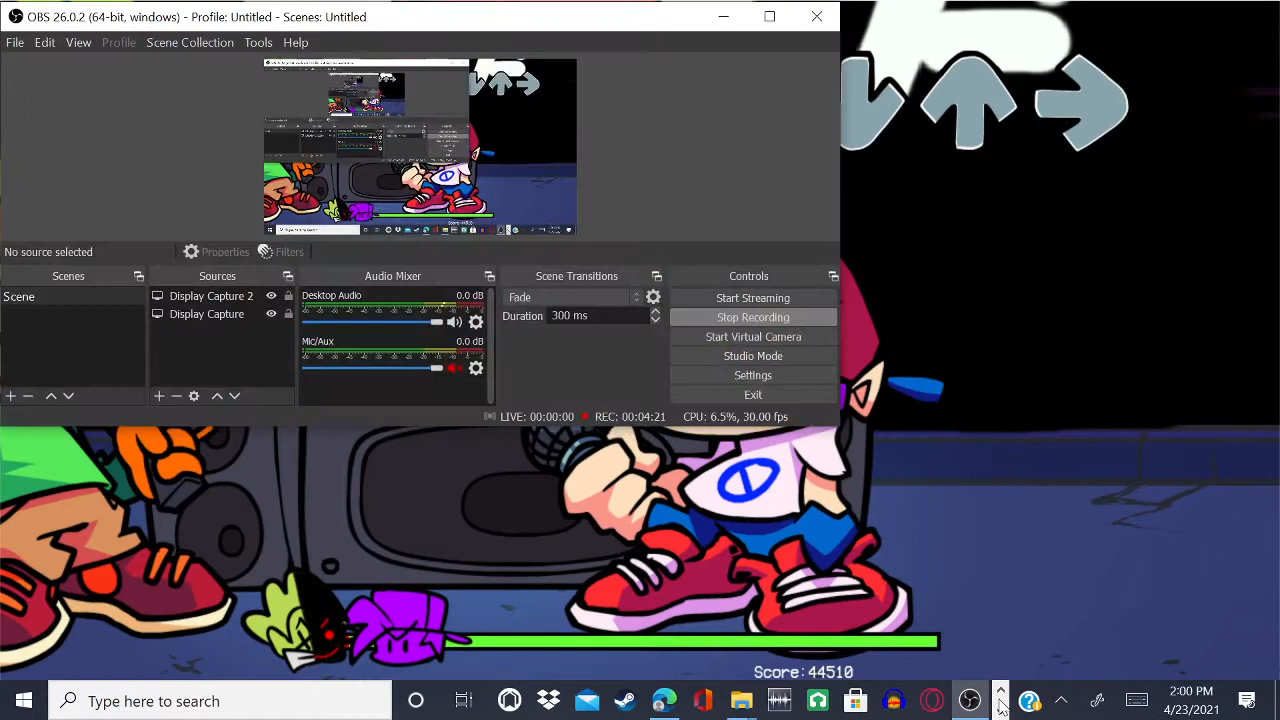 OBS 26.0.2 (64-bit, windows) - Profile: Untitled - Scenes: Untitled
File Edit View Profile Scene Collection Tools Help
No source selected Properties Filters
Scenes Sources Audio Mixer Scene Transitions Controls
Scene
Display Capture 2
Display Capture
Desktop Audio 0.0 dB
Mic/Aux 0.0 dB
Fade
Duration 300 ms
Start Streaming
Stop Recording
Start Virtual Camera
Studio Mode
Settings
Exit
LIVE: 00:00:00 REC: 00:04:21 CPU: 6.5%, 30.00 fps
Score:44510
Type here to search
2:00 PM
4/23/2021